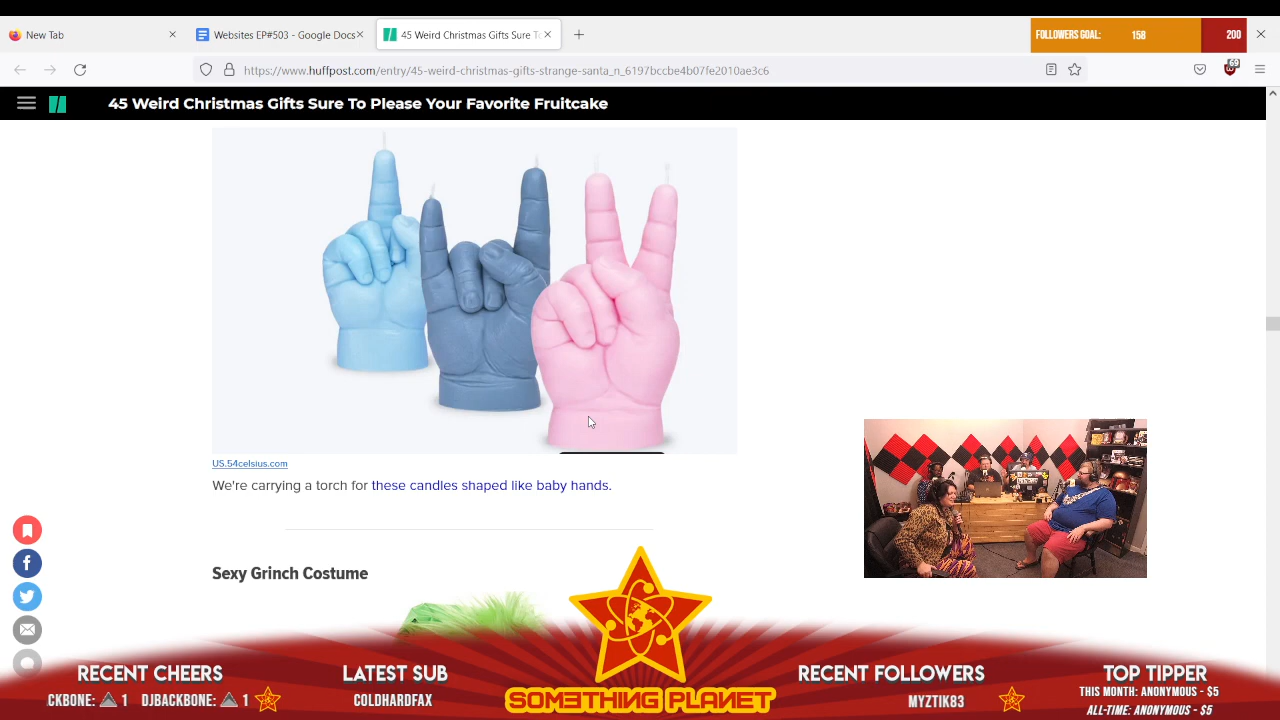 New Tab
Websites EP#503 - Google Docs
45 Weird Christmas Gifts Sure To
FOLLOWERS GOAL: 158 200
https://www.huffpost.com/entry/45-weird-christmas-gifts-strange-santa_n_6197bccbe4b07fe2010ae3c6
69
45 Weird Christmas Gifts Sure To Please Your Favorite Fruitcake
US.54celsius.com
We're carrying a torch for these candles shaped like baby hands.
Sexy Grinch Costume
RECENT CHEERS
CKBONE: 1 DJBACKBONE: 1
LATEST SUB
COLDHARDFAX
SOMETHING PLANET
RECENT FOLLOWERS
MYZTIK83
TOP TIPPER
THIS MONTH: ANONYMOUS - $5
ALL-TIME: ANONYMOUS - $5